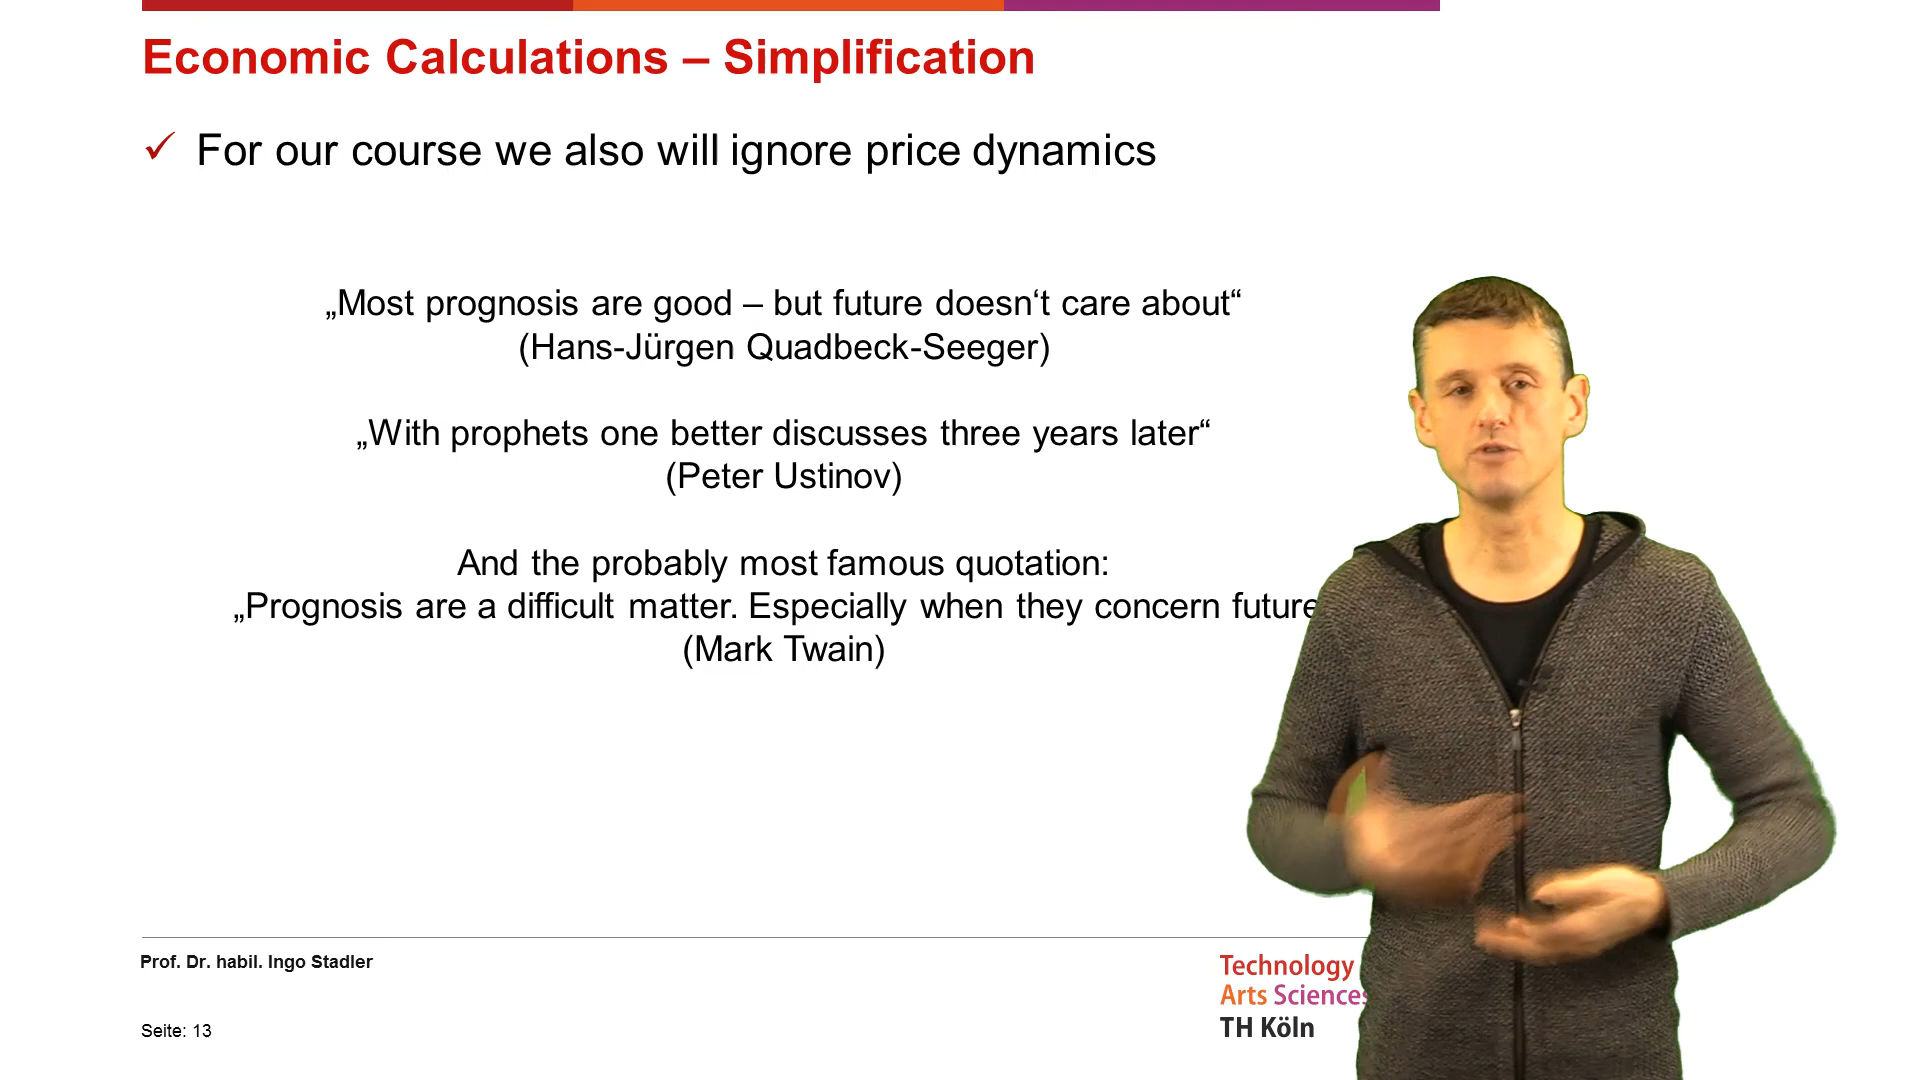 Economic Calculations – Simplification
✓ For our course we also will ignore price dynamics
„Most prognosis are good – but future doesn‘t care about“
(Hans-Jürgen Quadbeck-Seeger)
„With prophets one better discusses three years later“
(Peter Ustinov)
And the probably most famous quotation:
„Prognosis are a difficult matter. Especially when they concern future
(Mark Twain)
Prof. Dr. habil. Ingo Stadler
Seite: 13
Technology
Arts Sciences
TH Köln